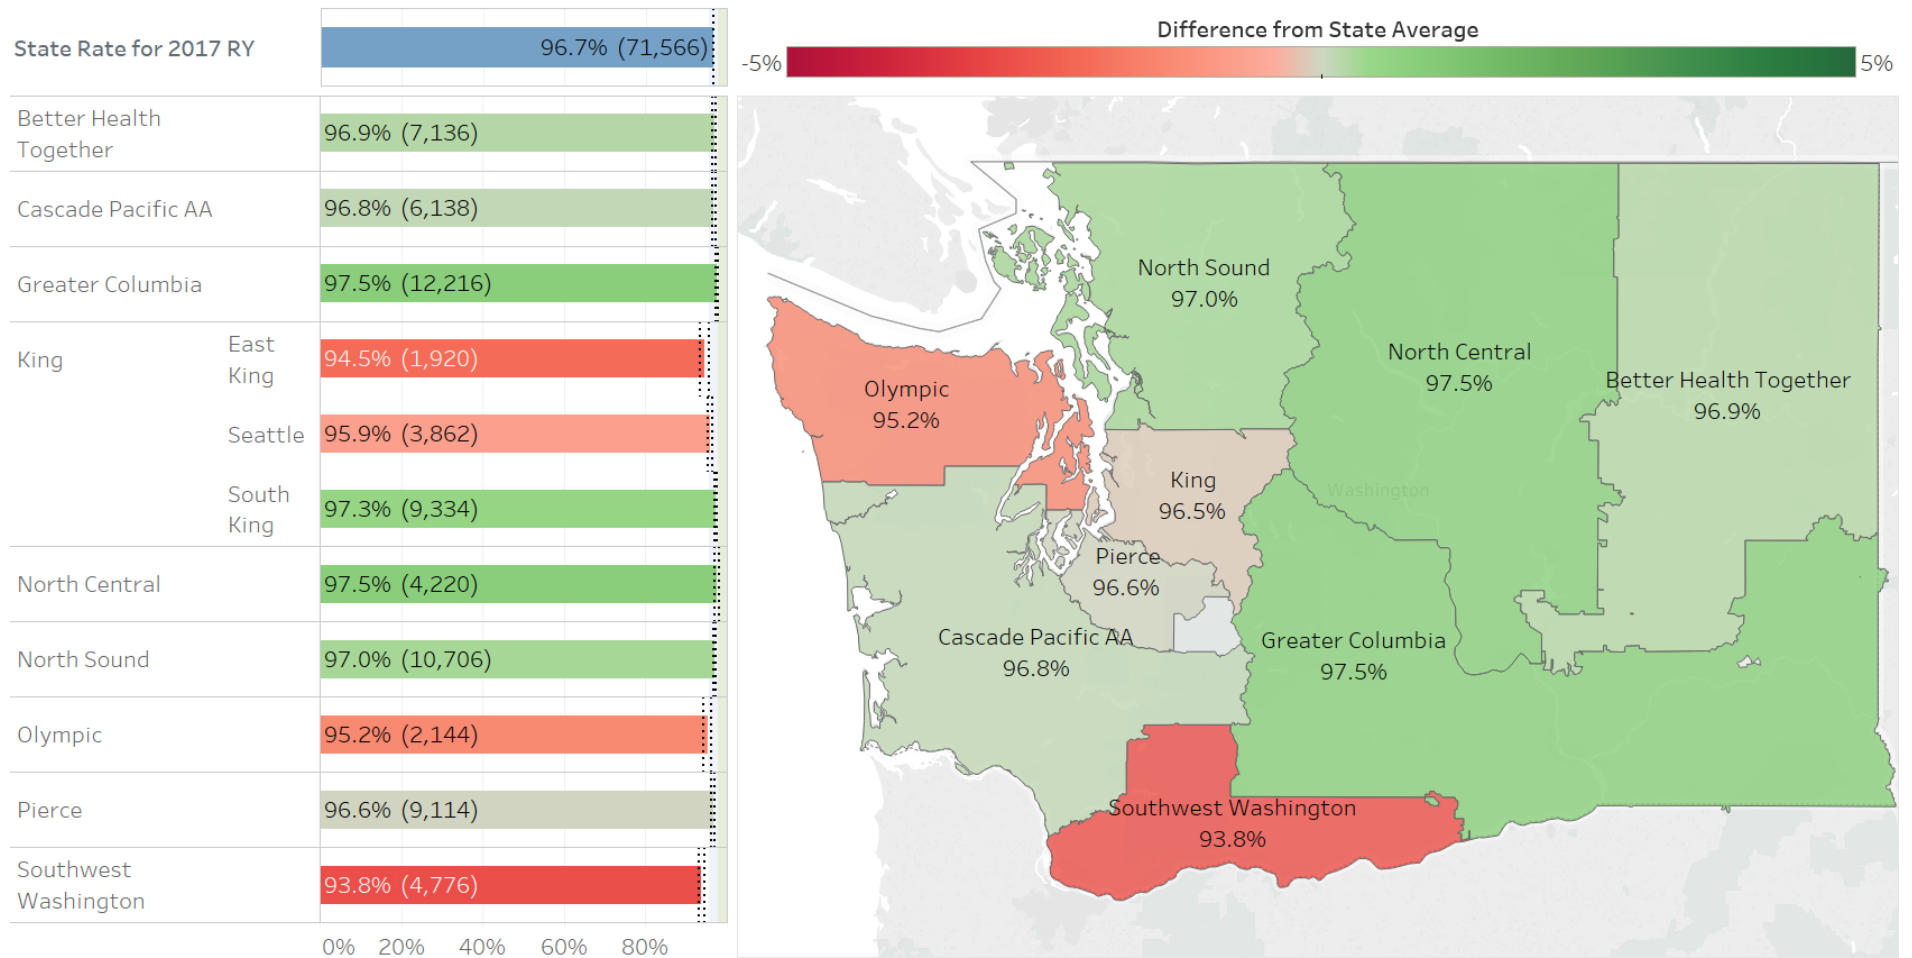 State Rate for 2017 RY
96.7% (71,566)
Better Health
Together
96.9% (7,136)
Cascade Pacific AA
96.8% (6,138)
Greater Columbia
97.5% (12,216)
King
East
King
94.5% (1,920)
Seattle
95.9% (3,862)
South
King
97.3% (9,334)
North Central
97.5% (4,220)
North Sound
97.0% (10,706)
Olympic
95.2% (2,144)
Pierce
96.6% (9,114)
Southwest
Washington
93.8% (4,776)
0% 20% 40% 60% 80%
Difference from State Average
-5%
5%
North Sound
97.0%
North Central
97.5%
Better Health Together
96.9%
Olympic
95.2%
King
96.5%
Washington
Pierce
96.6%
Cascade Pacific AA
96.8%
Greater Columbia
97.5%
Southwest Washington
93.8%